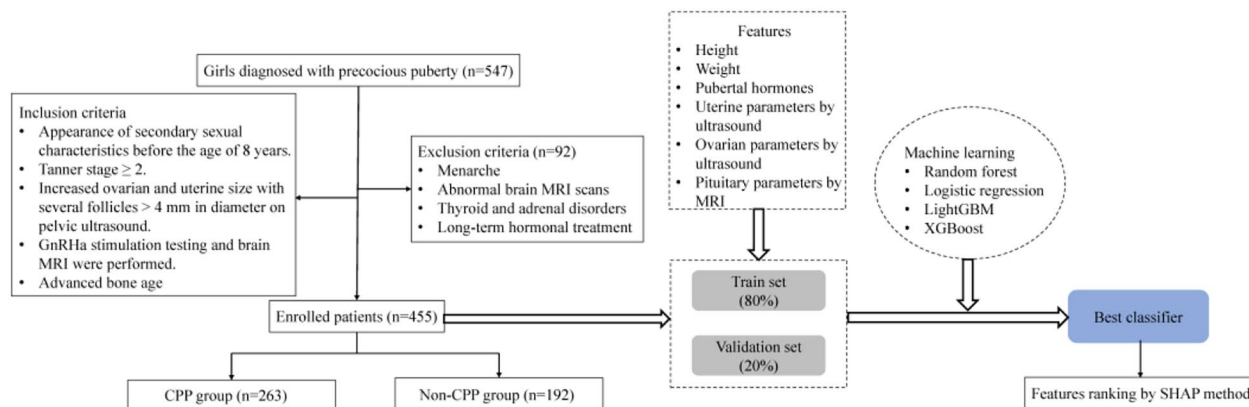 Girls diagnosed with precocious puberty (n=547)
Inclusion criteria
• Appearance of secondary sexual
characteristics before the age of 8 years.
• Tanner stage ≥ 2.
• Increased ovarian and uterine size with
several follicles > 4 mm in diameter on
pelvic ultrasound.
• GnRHa stimulation testing and brain
MRI were performed.
• Advanced bone age
Exclusion criteria (n=92)
• Menarche
• Abnormal brain MRI scans
• Thyroid and adrenal disorders
• Long-term hormonal treatment
Enrolled patients (n=455)
CPP group (n=263)
Non-CPP group (n=192)
Features
• Height
• Weight
• Pubertal hormones
• Uterine parameters by
ultrasound
• Ovarian parameters by
ultrasound
• Pituitary parameters by
MRI
Train set
(80%)
Validation set
(20%)
Machine learning
• Random forest
• Logistic regression
• LightGBM
• XGBoost
Best classifier
Features ranking by SHAP method